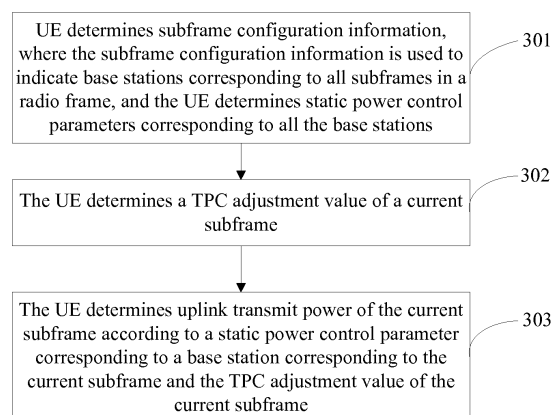 UE determines subframe configuration information,
where the subframe configuration information is used to
indicate base stations corresponding to all subframes in a
radio frame, and the UE determines static power control
parameters corresponding to all the base stations
301
The UE determines a TPC adjustment value of a current
subframe
302
The UE determines uplink transmit power of the current
subframe according to a static power control parameter
corresponding to a base station corresponding to the
current subframe and the TPC adjustment value of the
current subframe
303